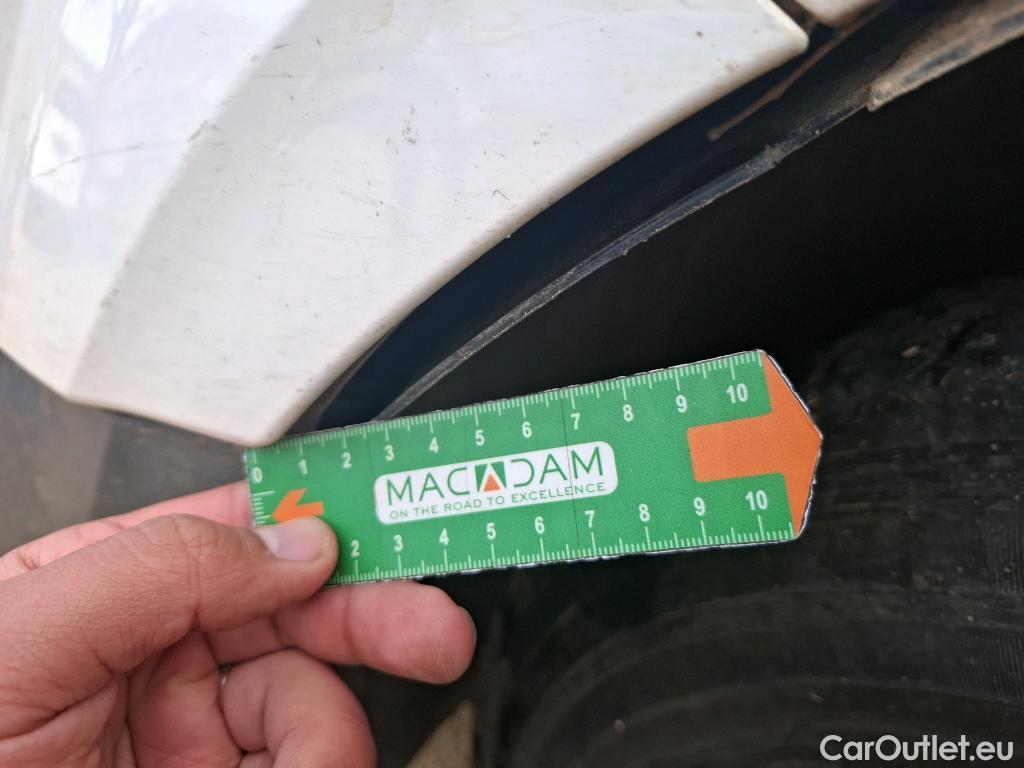 0 1 2 3 4 5 6 7 8 9 10
MACADAM
ON THE ROAD TO EXCELLENCE
2 3 4 5 6 7 8 9 10
CarOutlet.eu